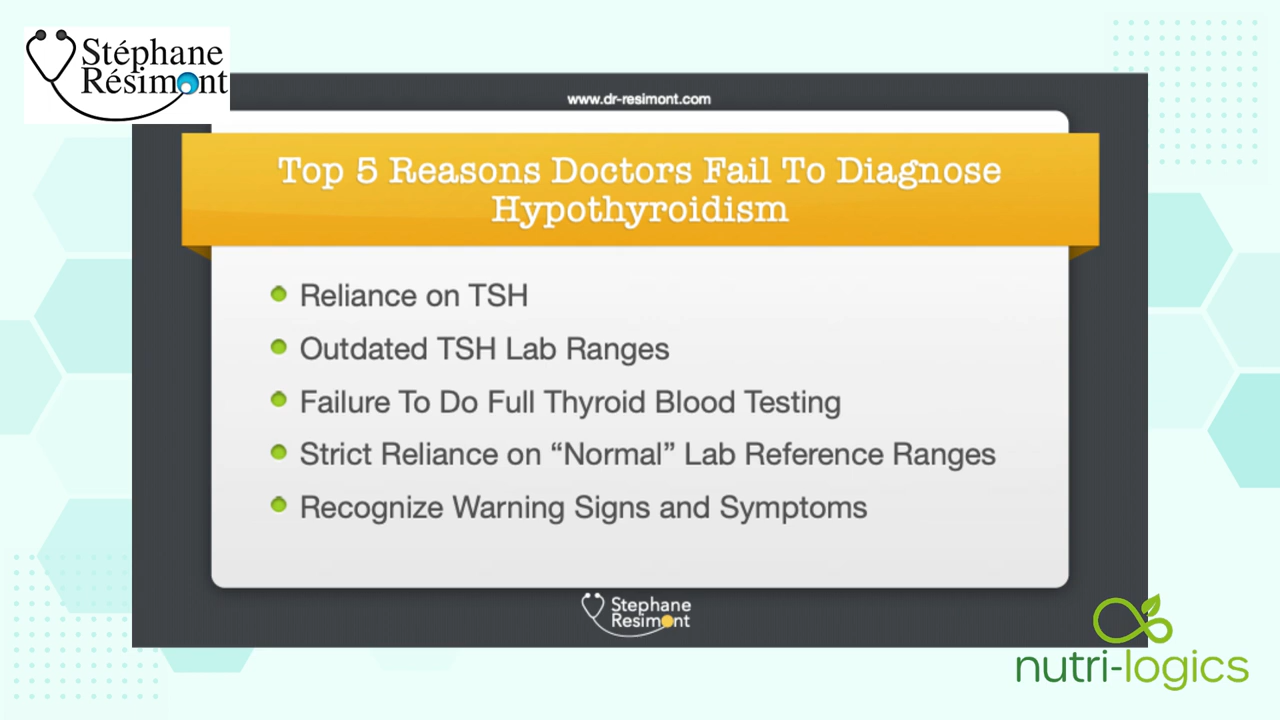 Stéphane
Résimont
www.dr-resimont.com
Top 5 Reasons Doctors Fail To Diagnose
Hypothyroidism
Reliance on TSH
Outdated TSH Lab Ranges
Failure To Do Full Thyroid Blood Testing
Strict Reliance on “Normal” Lab Reference Ranges
Recognize Warning Signs and Symptoms
Stephane
Resimont
nutri-logics